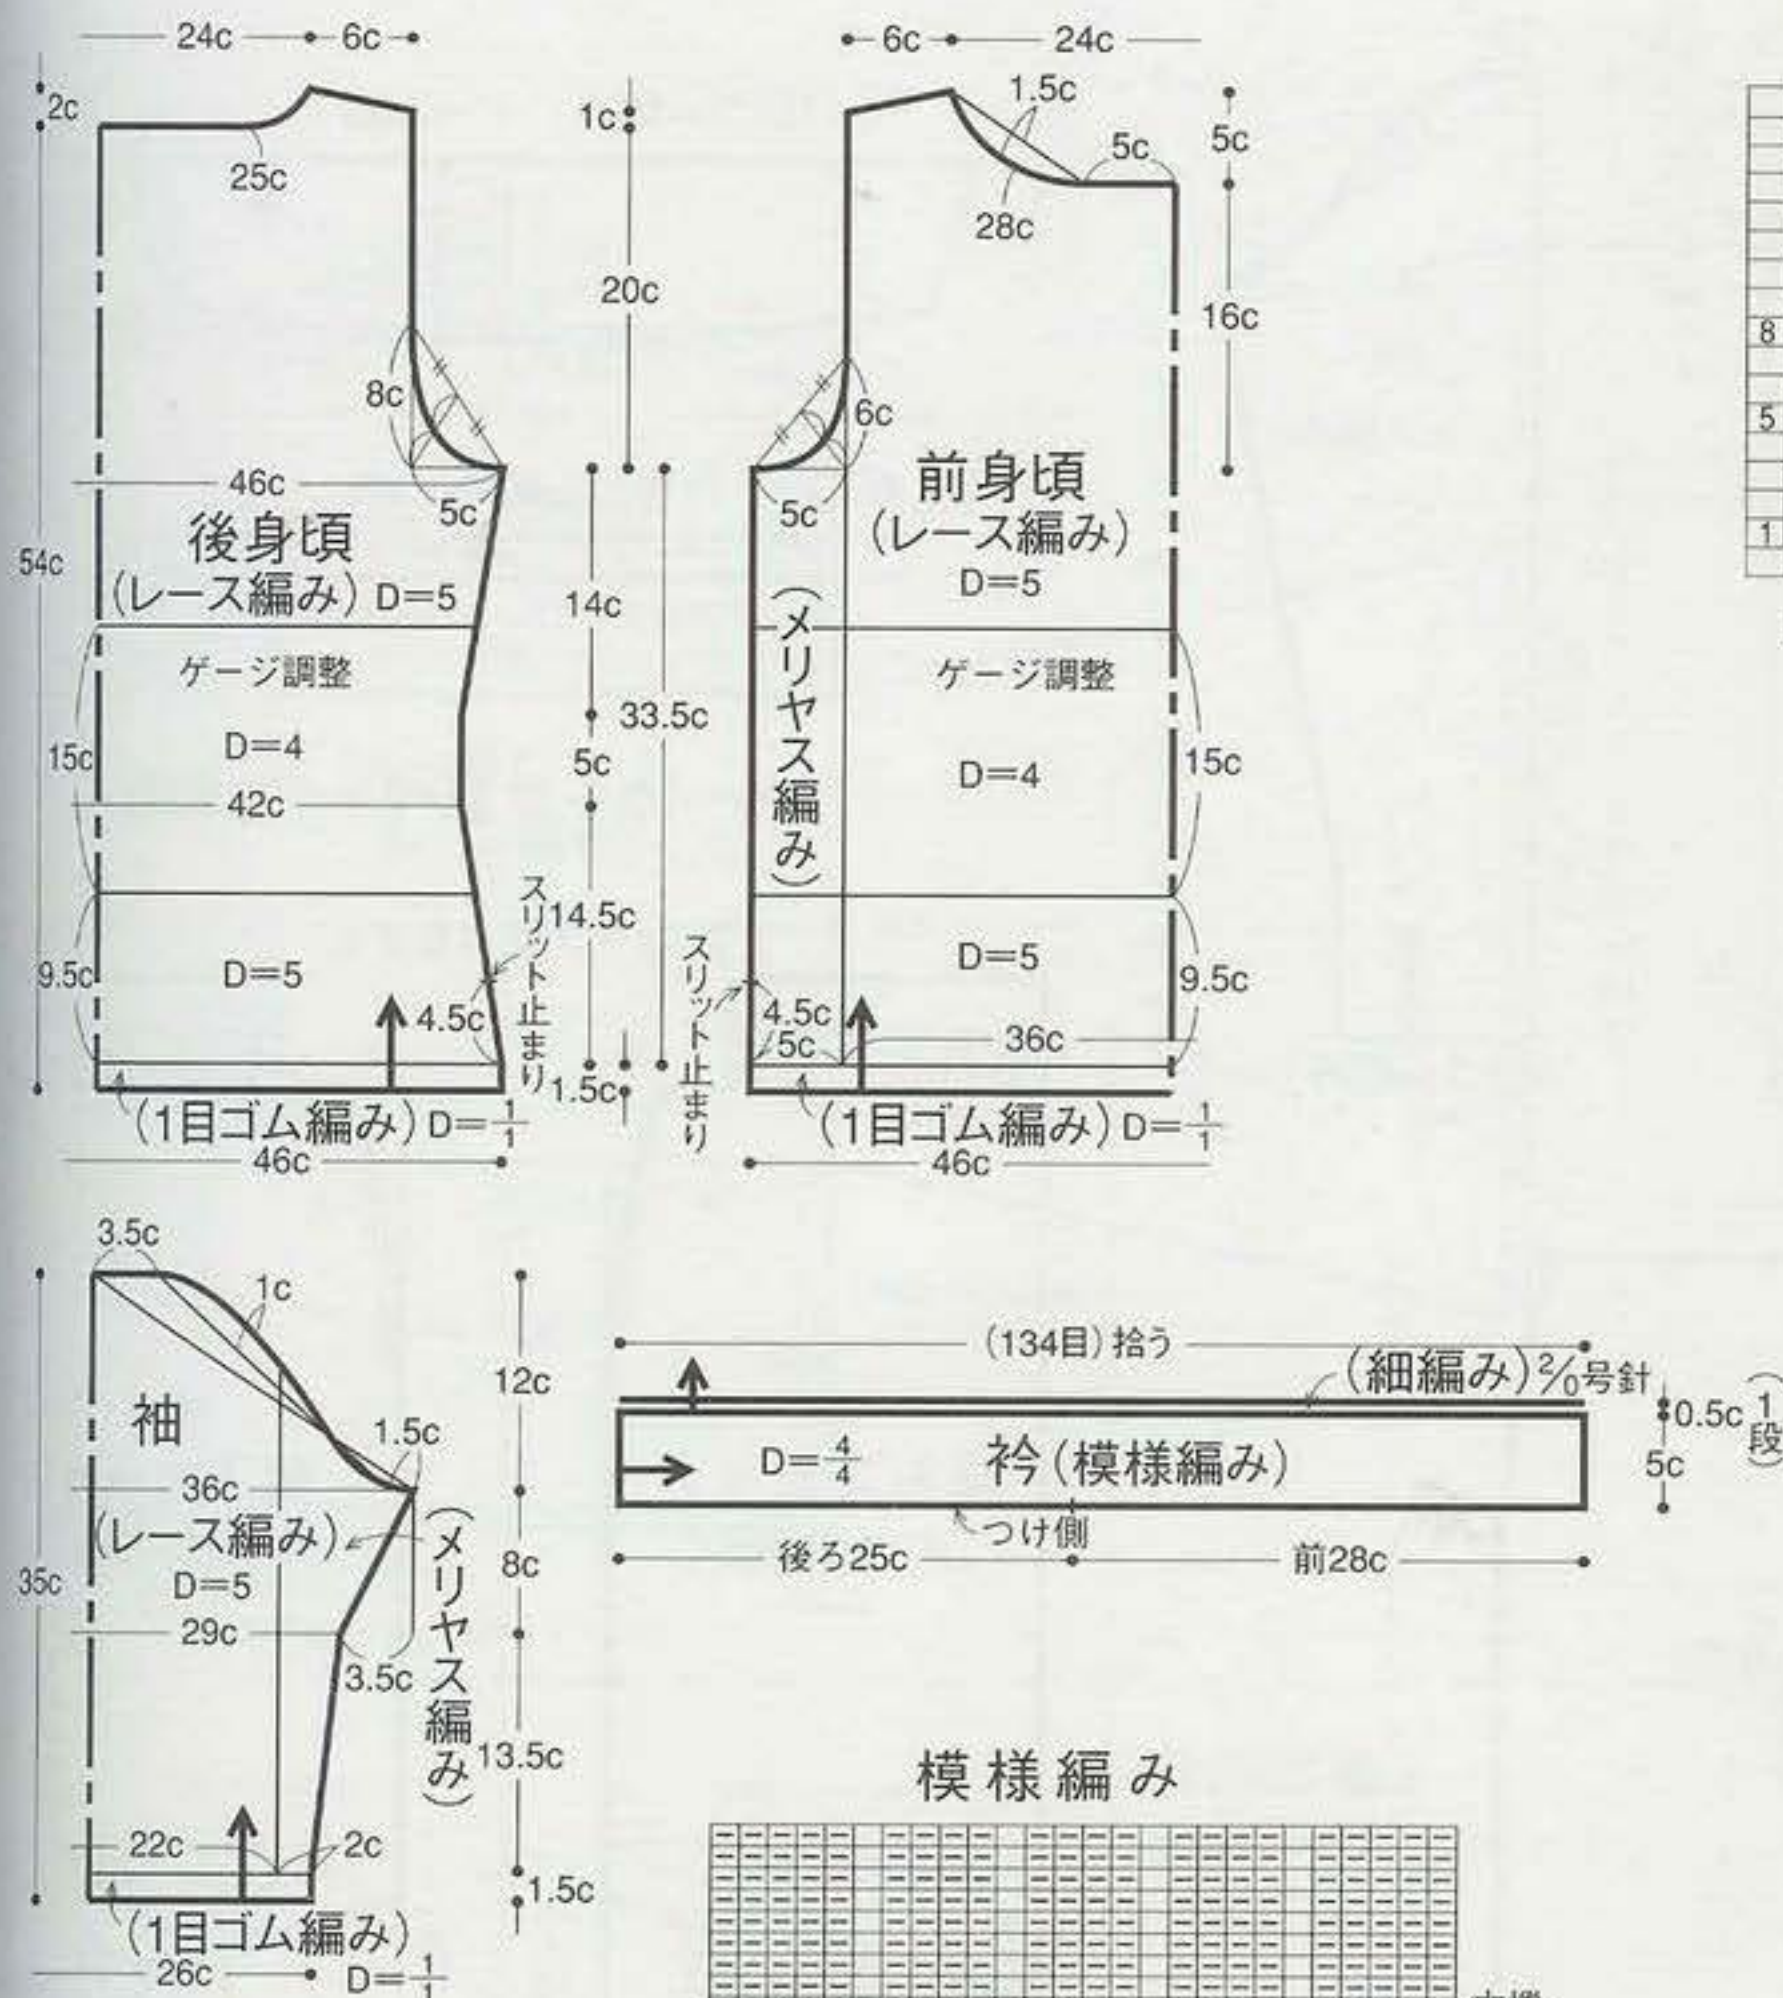 24c 6c
2c
25c
1c
20c
8c
46c
5c
後身頃
(レース編み) D=5
54c
14c
ゲージ調整
D=4
15c
33.5c
5c
42c
スリット止まり
14.5c
9.5c
D=5
4.5c
1.5c
(1目ゴム編み) D=1/1
46c
6c 24c
1.5c
5c
5c
28c
16c
6c
5c
前身頃
(レース編み)
D=5
(メリヤス編み)
ゲージ調整
D=4
15c
スリット止まり
D=5
9.5c
4.5c
5c
36c
(1目ゴム編み) D=1/1
46c
3.5c
1c
12c
袖
1.5c
36c
(レース編み)
D=5
(メリヤス編み)
35c
8c
29c
3.5c
13.5c
22c
2c
1.5c
(1目ゴム編み)
26c
D=1/1
(134目) 拾う
(細編み) 2/0号針
0.5c
(1段)
D=4/4
衿 (模様編み)
5c
つけ側
後ろ25c
前28c
模様編み
8
5
1